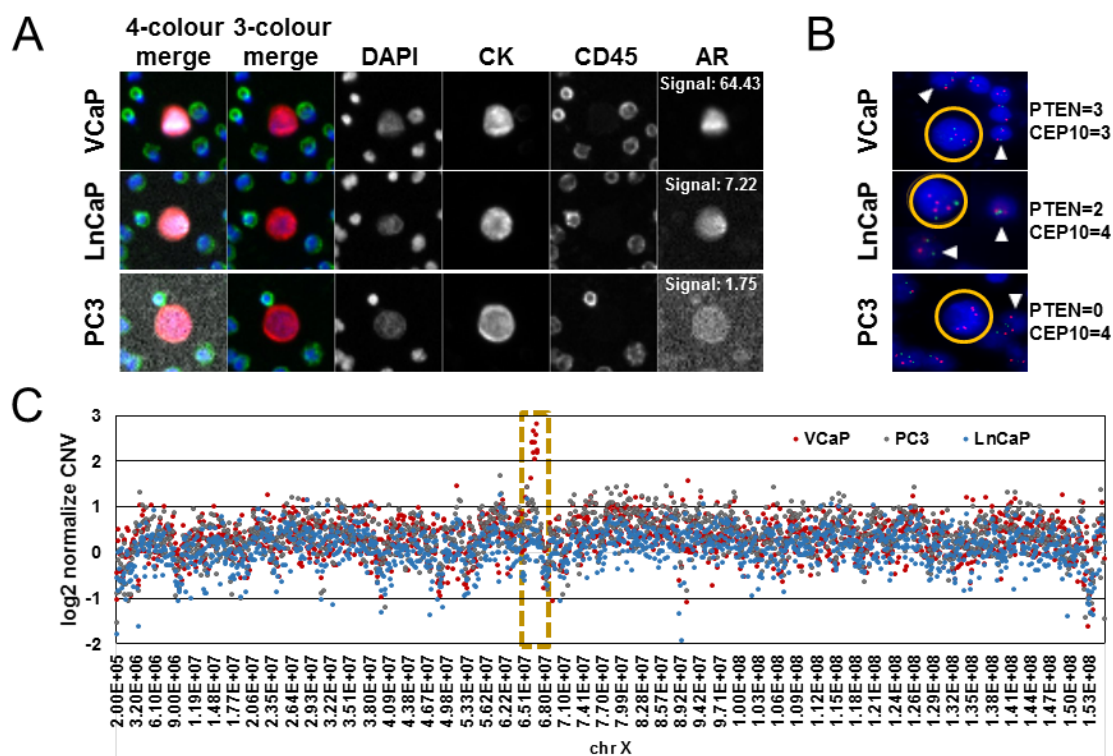 A
4-colour
merge
3-colour
merge
DAPI
CK
CD45
AR
VCaP
Signal: 64.43
LnCaP
Signal: 7.22
PC3
Signal: 1.75
B
VCaP
PTEN=3
CEP10=3
LnCaP
PTEN=2
CEP10=4
PC3
PTEN=0
CEP10=4
C
log2 normalize CNV
3
2
1
0
-1
-2
VCaP
PC3
LnCaP
2.00E+05
3.20E+06
6.10E+06
9.00E+06
1.19E+07
1.48E+07
1.77E+07
2.06E+07
2.35E+07
2.64E+07
2.93E+07
3.22E+07
3.51E+07
3.80E+07
4.09E+07
4.38E+07
4.67E+07
4.98E+07
5.33E+07
5.62E+07
6.22E+07
6.51E+07
6.80E+07
7.10E+07
7.41E+07
7.70E+07
7.99E+07
8.28E+07
8.57E+07
8.92E+07
9.42E+07
9.71E+07
1.00E+08
1.03E+08
1.06E+08
1.09E+08
1.12E+08
1.15E+08
1.18E+08
1.21E+08
1.23E+08
1.26E+08
1.29E+08
1.32E+08
1.35E+08
1.38E+08
1.41E+08
1.44E+08
1.47E+08
1.50E+08
1.53E+08
chr X